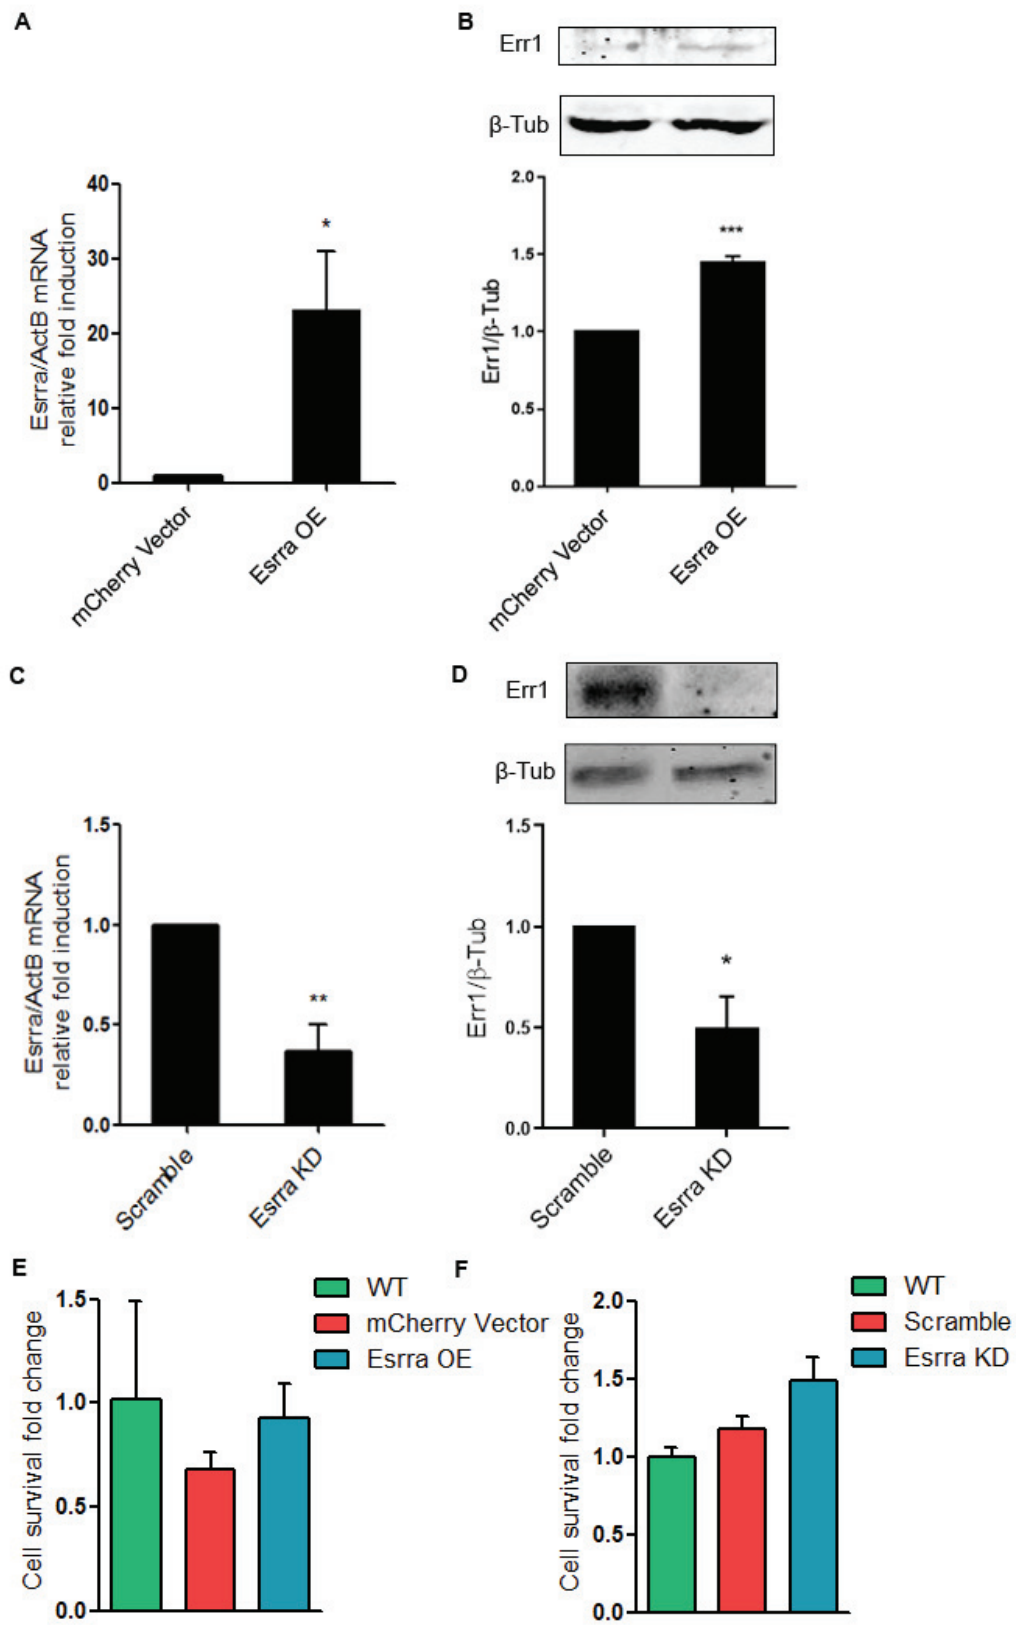 A
Esrra/ActB mRNA
relative fold induction
40
30
20
10
0
*
mCherry Vector
Esrra OE
B
Err1
β-Tub
Err1/β-Tub
2.0
1.5
1.0
0.5
0.0
***
mCherry Vector
Esrra OE
C
Esrra/ActB mRNA
relative fold induction
1.5
1.0
0.5
0.0
**
Scramble
Esrra KD
D
Err1
β-Tub
Err1/β-Tub
1.5
1.0
0.5
0.0
*
Scramble
Esrra KD
E
Cell survival fold change
1.5
1.0
0.5
0.0
WT
mCherry Vector
Esrra OE
F
Cell survival fold change
2.0
1.5
1.0
0.5
0.0
WT
Scramble
Esrra KD